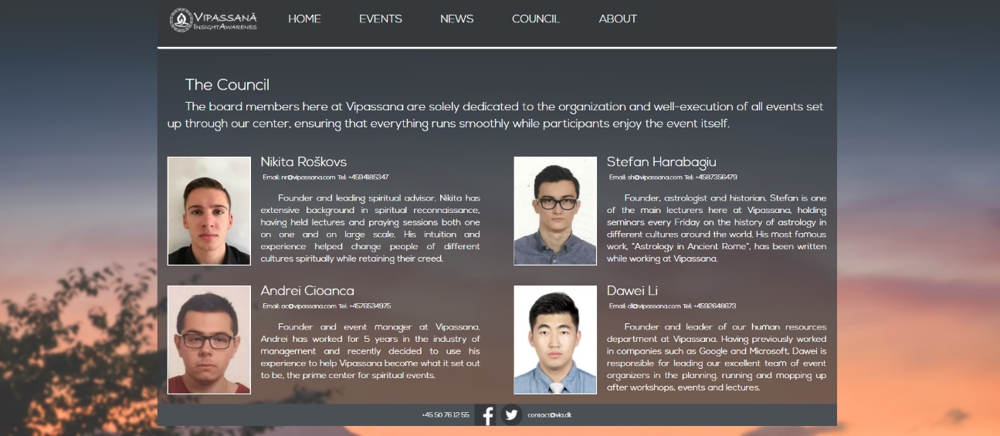 VIPASSANĀ
INSIGHTAWARENES
HOME EVENTS NEWS COUNCIL ABOUT
The Council
The board members here at Vipassana are solely dedicated to the organization and well-execution of all events set
up through our center, ensuring that everything runs smoothly while participants enjoy the event itself.
Nikita Roškovs
Email: nr@vipassana.com Tel: +4594185347
Founder and leading spiritual advisor. Nikita has
extensive background in spiritual reconnaissance,
having held lectures and praying sessions both one
on one and on large scale. His intuition and
experience helped change people of different
cultures spiritually while retaining their creed.
Stefan Harabagiu
Email: sh@vipassana.com Tel: +4587356479
Founder, astrologist and historian. Stefan is one
of the main lecturers here at Vipassana, holding
seminars every Friday on the history of astrology in
different cultures around the world. His most famous
work, "Astrology in Ancient Rome", has been written
while working at Vipassana.
Andrei Cioanca
Email: ac@vipassana.com Tel: +4576534975
Founder and event manager at Vipassana.
Andrei has worked for 5 years in the industry of
management and recently decided to use his
experience to help Vipassana become what it set out
to be, the prime center for spiritual events.
Dawei Li
Email: dl@vipassana.com Tel: +4592648673
Founder and leader of our human resources
department at Vipassana. Having previously worked
in companies such as Google and Microsoft, Dawei is
responsible for leading our excellent team of event
organizers in the planning, running and mopping up
after workshops, events and lectures.
+45 50 76 12 55 contact@via.dk